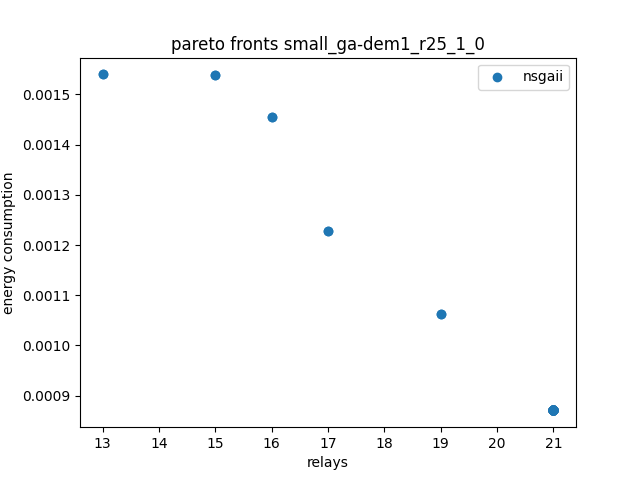 pareto fronts small_ga-dem1_r25_1_0
nsgaii
0.0015
0.0014
0.0013
0.0012
0.0011
0.0010
0.0009
energy consumption
13 14 15 16 17 18 19 20 21
relays